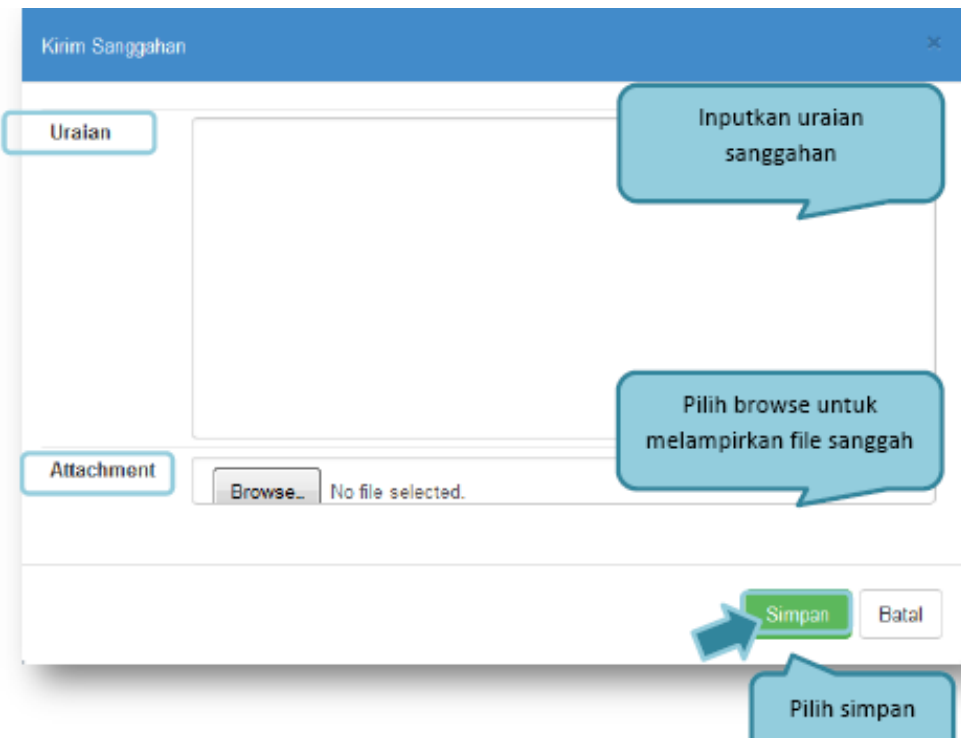 Kirim Sanggahan ×
Uraian
Inputkan uraian
sanggahan
Pilih browse untuk
melampirkan file sanggah
Attachment
Browse_ No file selected.
Simpan Batal
Pilih simpan